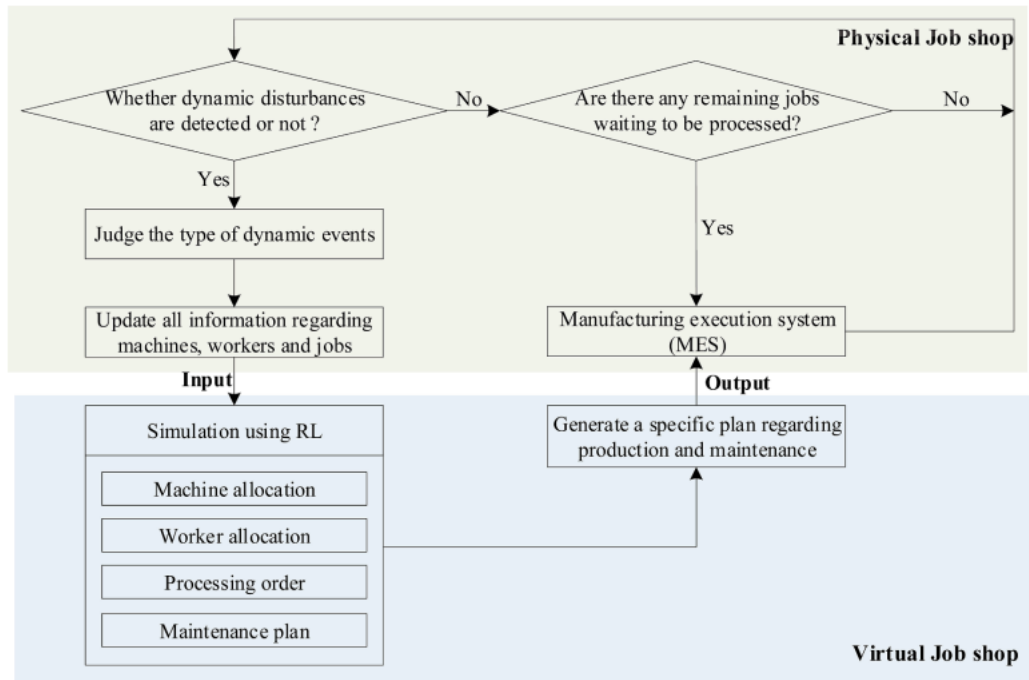 Physical Job shop
Whether dynamic disturbances
are detected or not ?
No
Are there any remaining jobs
waiting to be processed?
No
Yes
Judge the type of dynamic events
Yes
Update all information regarding
machines, workers and jobs
Manufacturing execution system
(MES)
Input
Output
Simulation using RL
Machine allocation
Worker allocation
Processing order
Maintenance plan
Generate a specific plan regarding
production and maintenance
Virtual Job shop